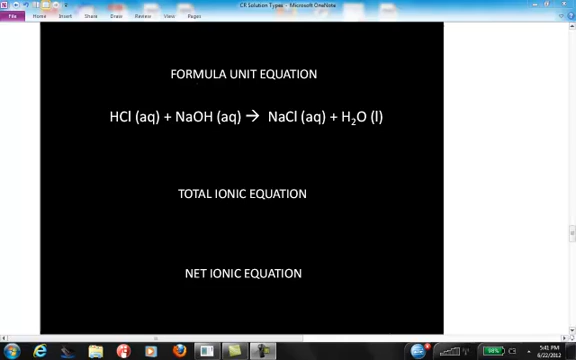 CR Solution Types - Microsoft OneNote
File Home Insert Share Draw Review View Pages
FORMULA UNIT EQUATION
HCl (aq) + NaOH (aq) → NaCl (aq) + H₂O (l)
TOTAL IONIC EQUATION
NET IONIC EQUATION
98%
5:41 PM
6/22/2012